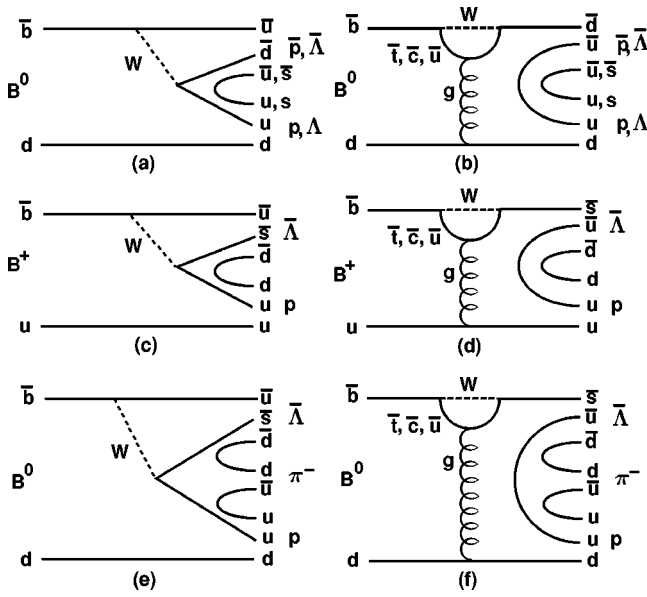 b̅ u̅
W d̅ p̅, Λ̅
B⁰ u̅, s̅
u, s
u p, Λ̅
d d
(a)
b̅ W d̅
t̅, c̅, u̅ u̅ p̅, Λ̅
B⁰ g u̅, s̅
u, s
u p, Λ̅
d d
(b)
b̅ u̅
W s̅ Λ̅
B⁺ d̅
d
u p
u u
(c)
b̅ W s̅
t̅, c̅, u̅ u̅ Λ̅
B⁺ g d̅
d
u p
u u
(d)
b̅ u̅
s̅ Λ̅
W d̅
B⁰ d π⁻
u̅
u
u p
d d
(e)
b̅ W s̅
t̅, c̅, u̅ u̅ Λ̅
g d̅
B⁰ d π⁻
u̅
u
u p
d d
(f)